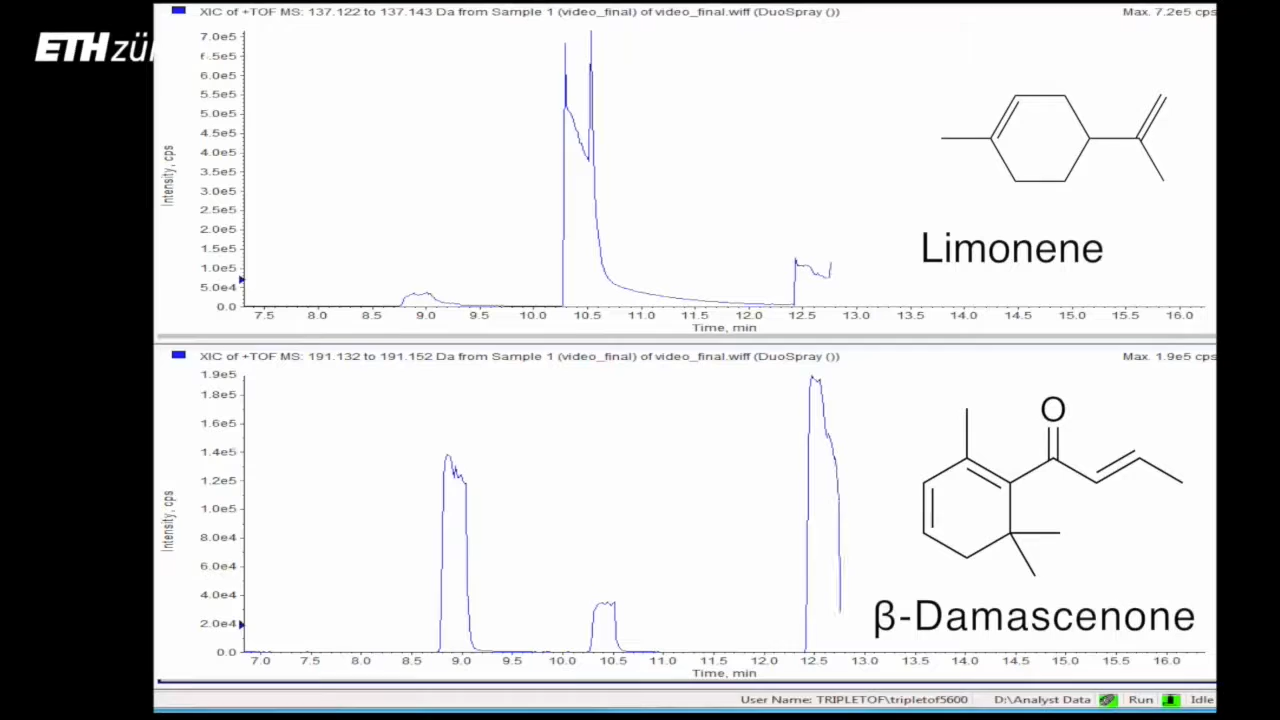 XIC of +TOF MS: 137.122 to 137.143 Da from Sample 1 (video_final) of video_final.wiff (DuoSpray ())
Max. 7.2e5 cps
ETH zür
7.0e5
6.5e5
6.0e5
5.5e5
5.0e5
4.5e5
4.0e5
3.5e5
3.0e5
2.5e5
2.0e5
1.5e5
1.0e5
5.0e4
0.0
Intensity, cps
Limonene
7.5 8.0 8.5 9.0 9.5 10.0 10.5 11.0 11.5 12.0 12.5 13.0 13.5 14.0 14.5 15.0 15.5 16.0
Time, min
XIC of +TOF MS: 191.132 to 191.152 Da from Sample 1 (video_final) of video_final.wiff (DuoSpray ())
Max. 1.9e5 cps
1.9e5
1.8e5
1.6e5
1.4e5
1.2e5
1.0e5
8.0e4
6.0e4
4.0e4
2.0e4
0.0
Intensity, cps
O
β-Damascenone
7.0 7.5 8.0 8.5 9.0 9.5 10.0 10.5 11.0 11.5 12.0 12.5 13.0 13.5 14.0 14.5 15.0 15.5 16.0
Time, min
User Name: TRIPLETOF\tripletof5600 D:\Analyst Data Run Idle